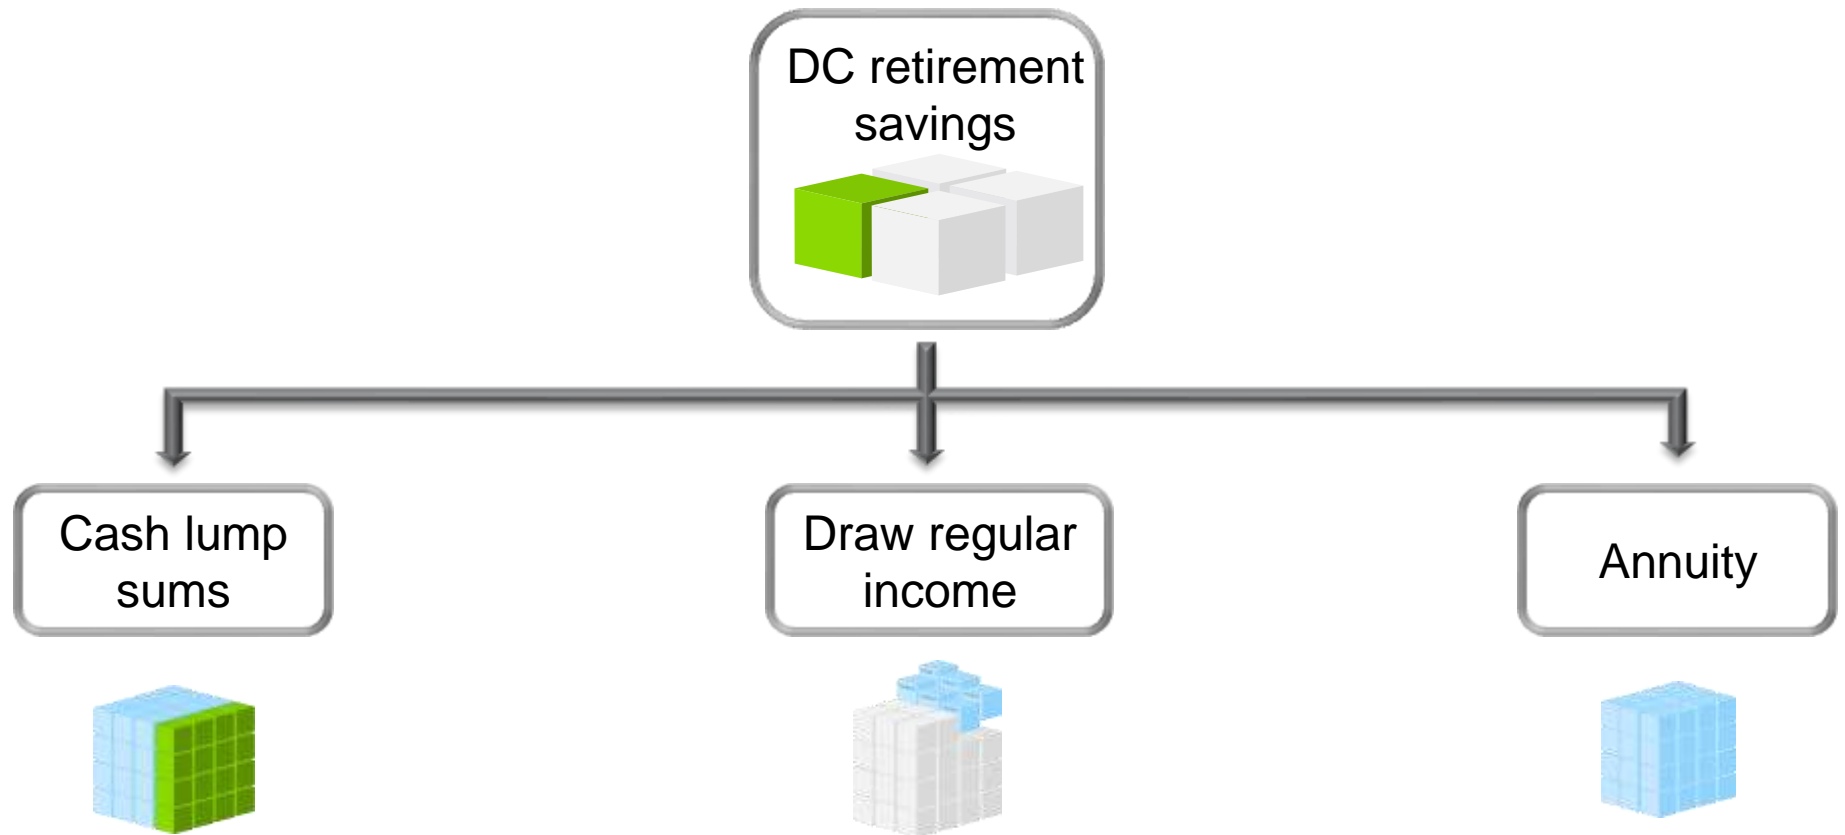 DC retirement
savings
Cash lump
sums
Draw regular
income
Annuity